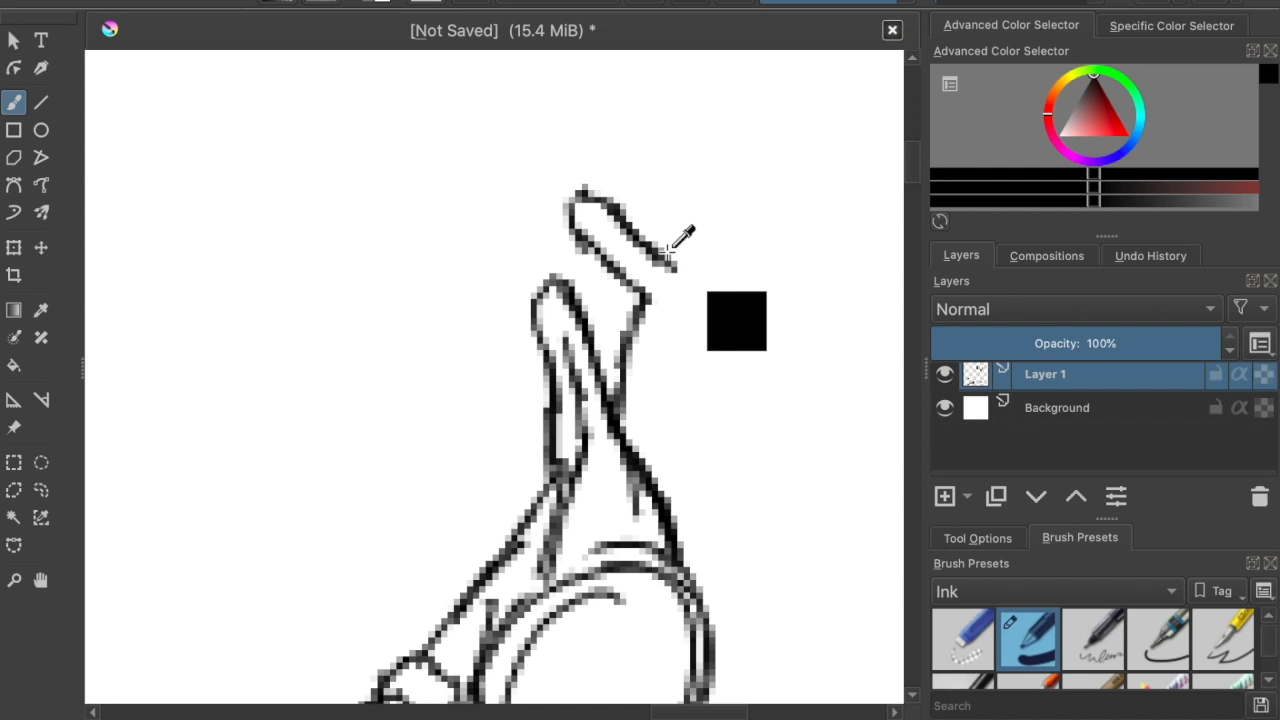 [Not Saved] (15.4 MiB) *
Advanced Color Selector
Specific Color Selector
Advanced Color Selector
Layers
Compositions
Undo History
Layers
Normal
Opacity: 100%
Layer 1
Background
Tool Options
Brush Presets
Brush Presets
Ink
Tag
Search